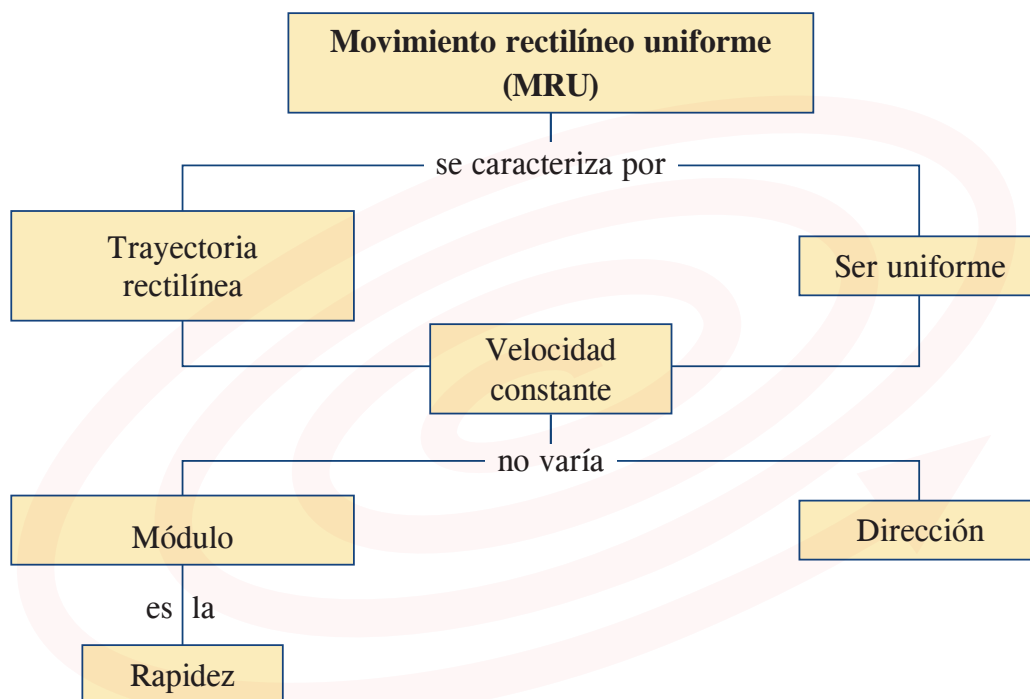 Movimiento rectilíneo uniforme
(MRU)
se caracteriza por
Trayectoria
rectilínea
Ser uniforme
Velocidad
constante
no varía
Módulo
Dirección
es la
Rapidez